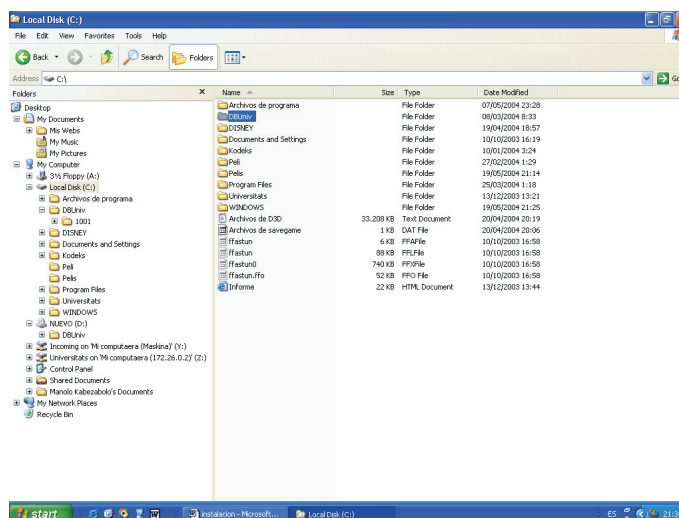 Local Disk (C:)
File Edit View Favorites Tools Help
Back Search Folders
Address C:\ Go
Folders
Desktop
My Documents
Mis Webs
My Music
My Pictures
My Computer
3½ Floppy (A:)
Local Disk (C:)
Archivos de programa
DBUniv
1001
DISNEY
Documents and Settings
Kodeks
Peli
Pelis
Program Files
Universitats
WINDOWS
NUEVO (D:)
DBUniv
Incoming on 'Mi computaera (Maskina)' (Y:)
Universitats on 'Mi computaera (172.26.0.2)' (Z:)
Control Panel
Shared Documents
Manolo Kabezabolo's Documents
My Network Places
Recycle Bin
Name Size Type Date Modified
Archivos de programa File Folder 07/05/2004 23:28
DBUniv File Folder 08/03/2004 8:33
DISNEY File Folder 19/04/2004 18:57
Documents and Settings File Folder 10/10/2003 16:19
Kodeks File Folder 10/01/2004 3:24
Peli File Folder 27/02/2004 1:29
Pelis File Folder 19/05/2004 21:14
Program Files File Folder 25/03/2004 1:18
Universitats File Folder 13/12/2003 13:21
WINDOWS File Folder 19/05/2004 21:25
Archivos de D3D 33.208 KB Text Document 20/04/2004 20:19
Archivos de savegame 1 KB DAT File 20/04/2004 20:06
ffastun 6 KB FFAFile 10/10/2003 16:58
ffastun 88 KB FFLFile 10/10/2003 16:58
ffastun0 740 KB FFXFile 10/10/2003 16:58
ffastun.ffo 52 KB FFO File 10/10/2003 16:58
Informe 22 KB HTML Document 13/12/2003 13:44
start instalacion - Microsoft... Local Disk (C:) ES